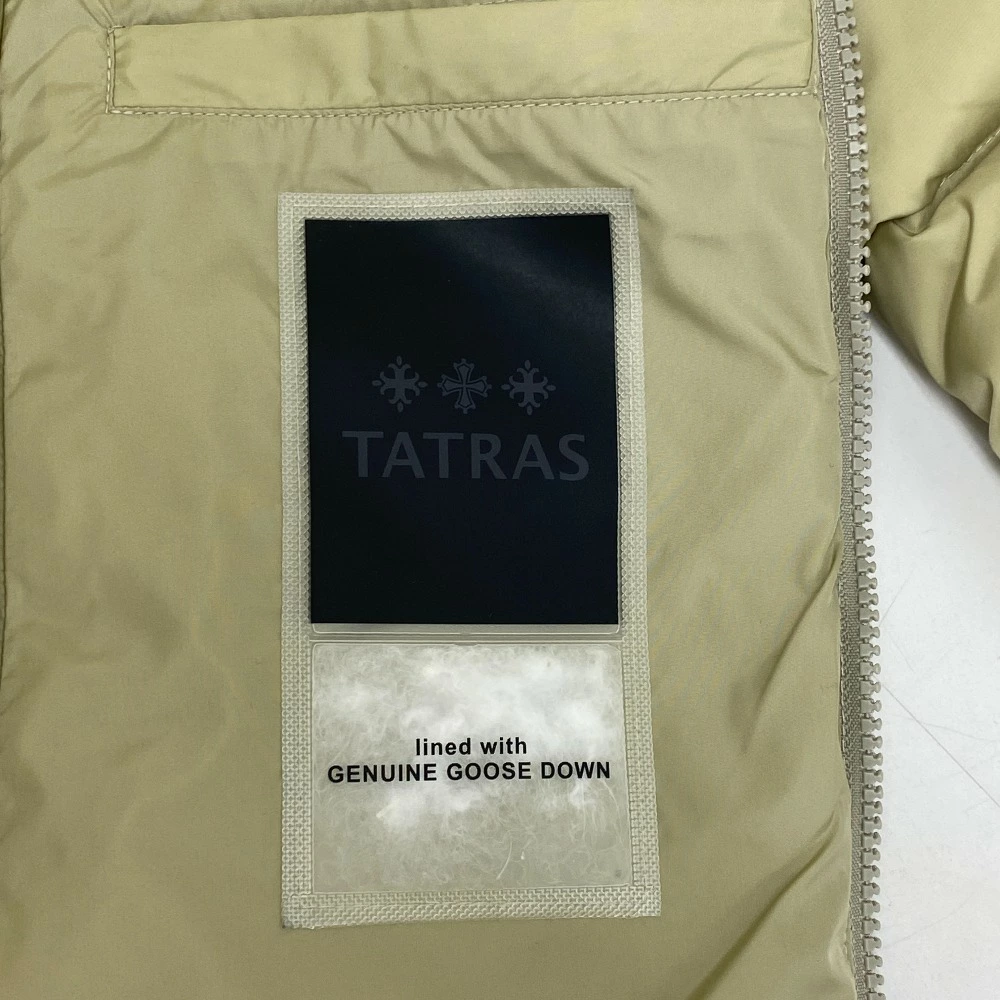 TATRAS
lined with
GENUINE GOOSE DOWN